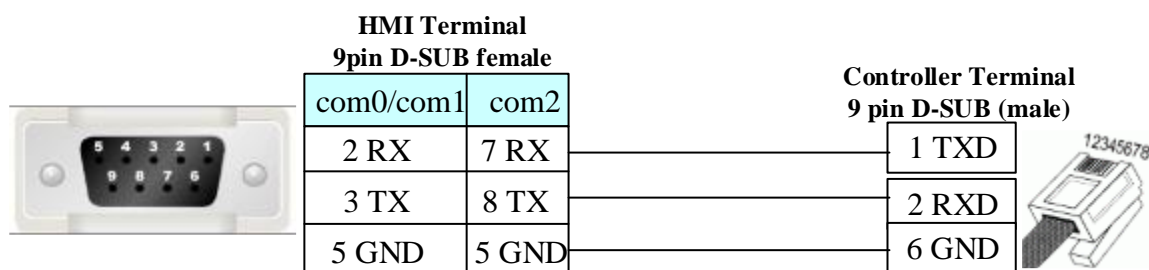 HMI Terminal
9pin D-SUB female
com0/com1 com2
2 RX 7 RX
3 TX 8 TX
5 GND 5 GND
Controller Terminal
9 pin D-SUB (male)
1 TXD
2 RXD
6 GND
5 4 3 2 1
9 8 7 6
12345678